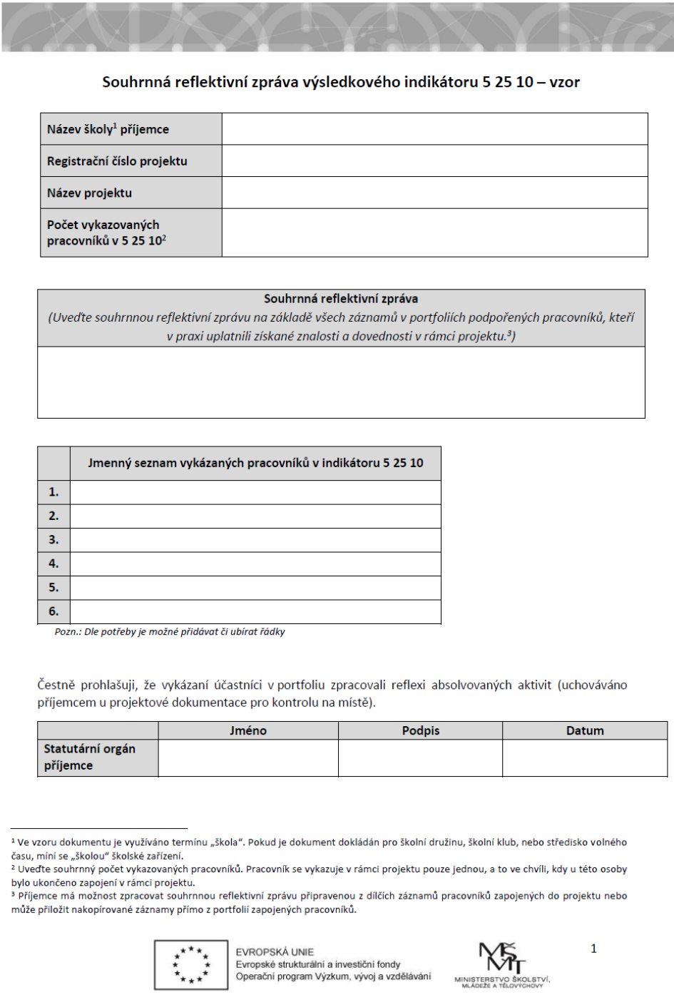 Souhrnná reflektivní zpráva výsledkového indikátoru 5 25 10 – vzor
Název školy¹ příjemce
Registrační číslo projektu
Název projektu
Počet vykazovaných
pracovníků v 5 25 10²
Souhrnná reflektivní zpráva
(Uveďte souhrnnou reflektivní zprávu na základě všech záznamů v portfoliích podpořených pracovníků, kteří
v praxi uplatnili získané znalosti a dovednosti v rámci projektu.³)
Jmenný seznam vykázaných pracovníků v indikátoru 5 25 10
1.
2.
3.
4.
5.
6.
Pozn.: Dle potřeby je možné přidávat či ubírat řádky
Čestně prohlašuji, že vykázaní účastníci v portfoliu zpracovali reflexi absolvovaných aktivit (uchováváno
příjemcem u projektové dokumentace pro kontrolu na místě).
Jméno Podpis Datum
Statutární orgán
příjemce
¹ Ve vzoru dokumentu je využíváno termínu „škola“. Pokud je dokument dokládán pro školní družinu, školní klub, nebo středisko volného
času, míní se „školou“ školské zařízení.
² Uveďte souhrnný počet vykazovaných pracovníků. Pracovník se vykazuje v rámci projektu pouze jednou, a to ve chvíli, kdy u této osoby
bylo ukončeno zapojení v rámci projektu.
³ Příjemce má možnost zpracovat souhrnnou reflektivní zprávu připravenou z dílčích záznamů pracovníků zapojených do projektu nebo
může přiložit nakopírované záznamy přímo z portfolií zapojených pracovníků.
EVROPSKÁ UNIE
Evropské strukturální a investiční fondy
Operační program Výzkum, vývoj a vzdělávání
MŠMT
MINISTERSTVO ŠKOLSTVÍ,
MLÁDEŽE A TĚLOVÝCHOVY
1